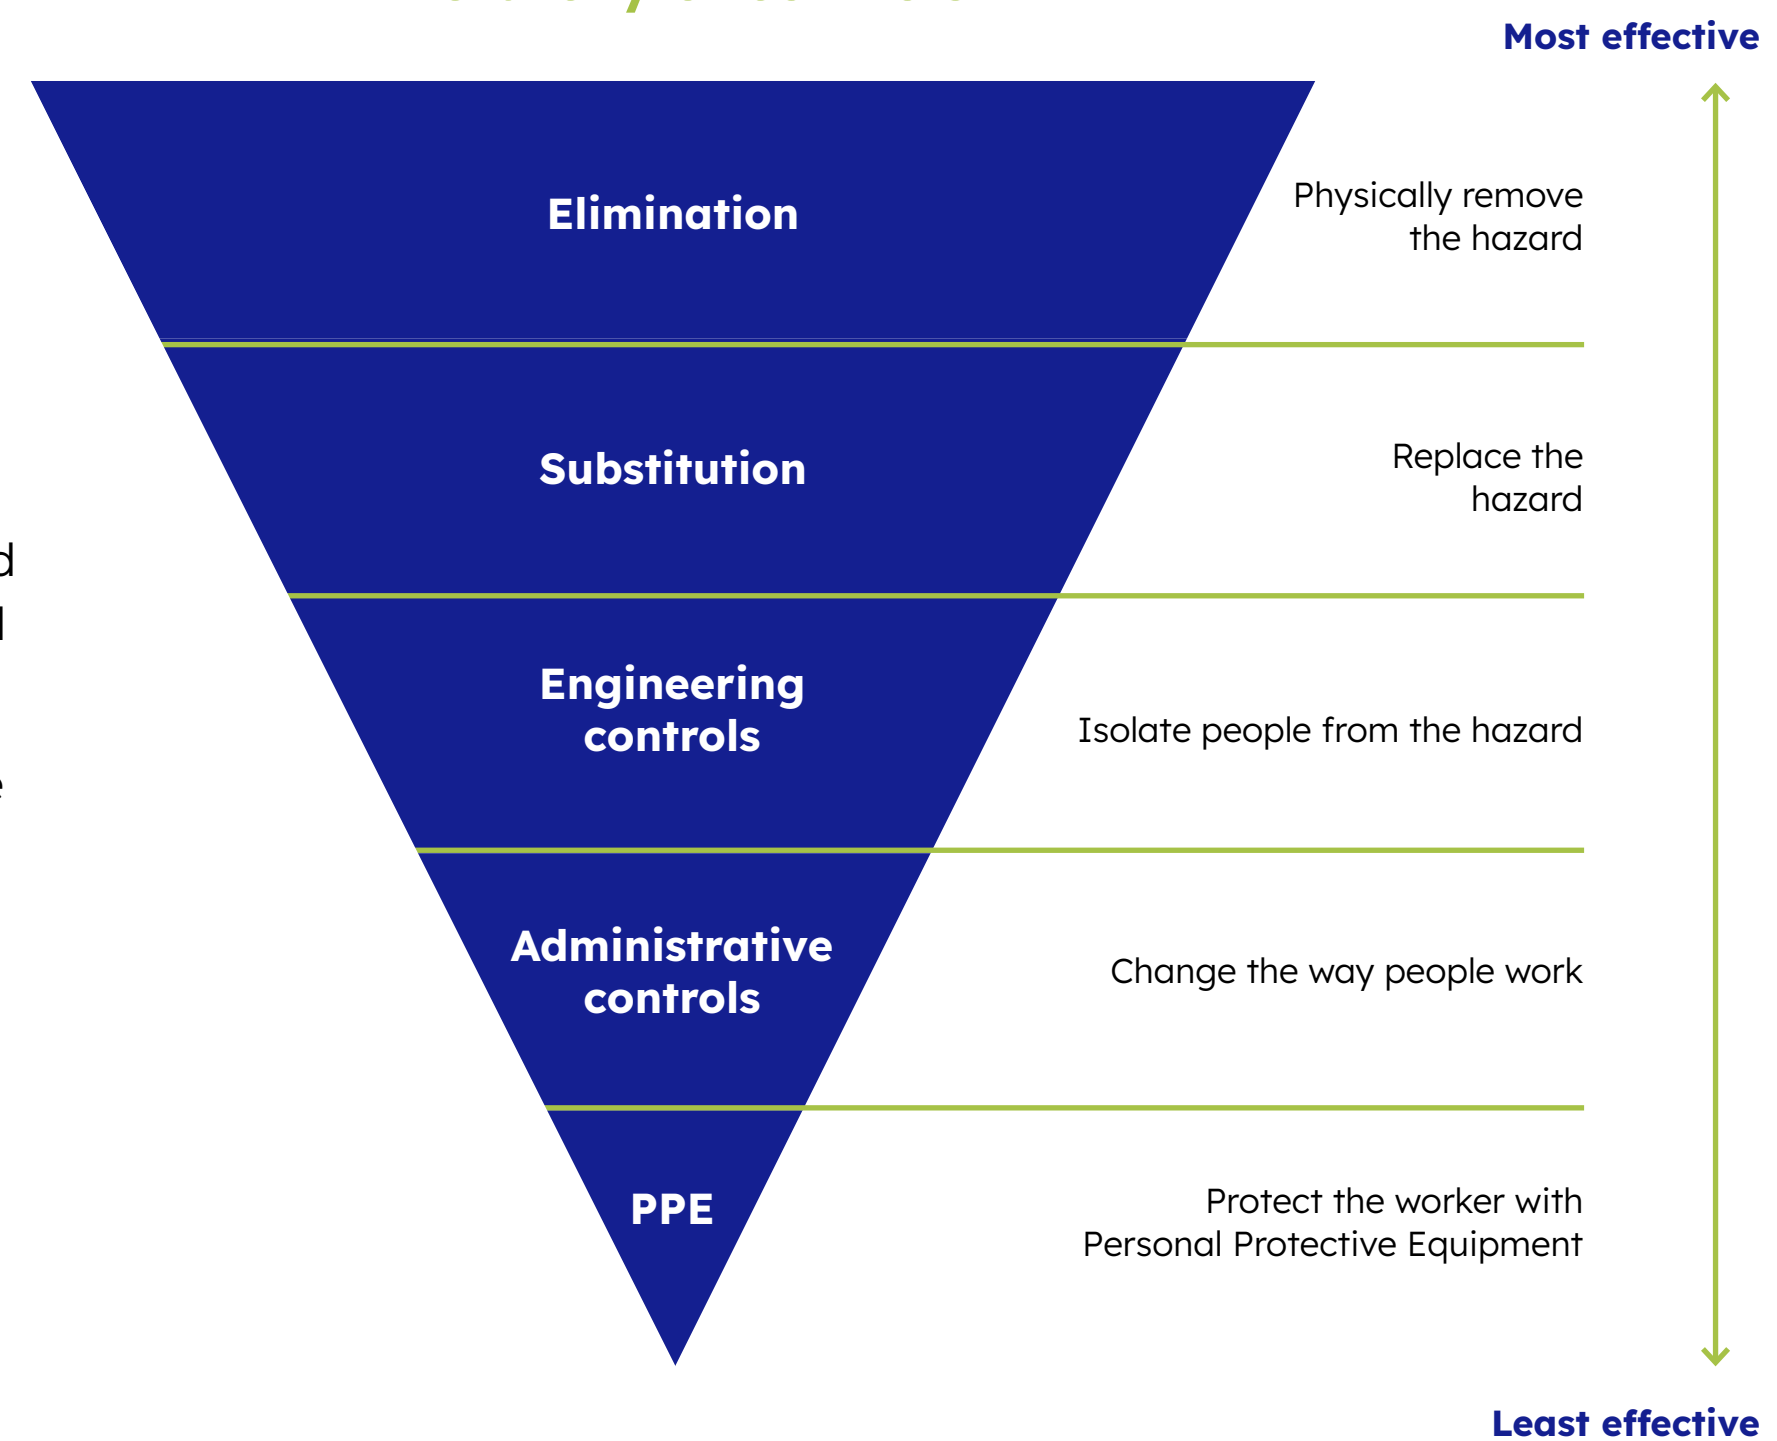 Most effective
Elimination
Physically remove
the hazard
Substitution
Replace the
hazard
Engineering
controls
Isolate people from the hazard
Administrative
controls
Change the way people work
PPE
Protect the worker with
Personal Protective Equipment
Least effective